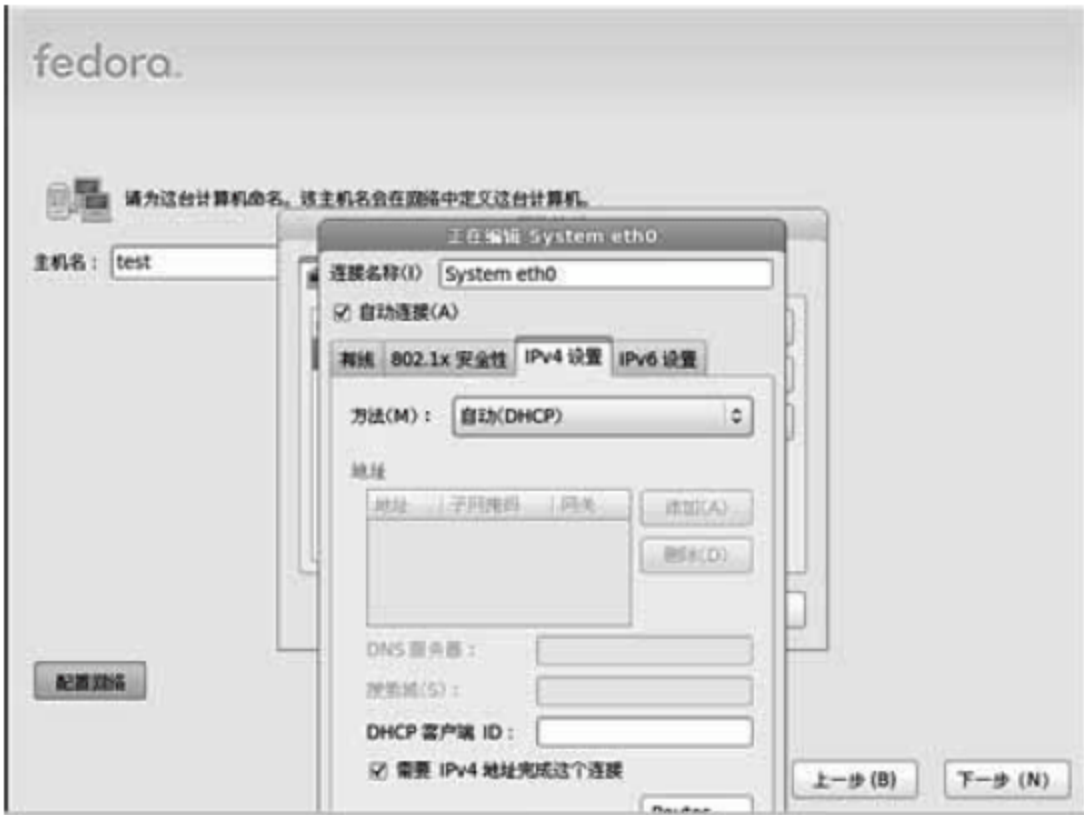 fedora.
请为这台计算机命名。该主机名会在网络中定义这台计算机。
正在编辑 System eth0
主机名： test
连接名称(I) System eth0
自动连接(A)
有线 802.1x 安全性 IPv4 设置 IPv6 设置
方法(M)： 自动(DHCP)
地址
地址 子网掩码 网关 添加(A)
删除(D)
DNS 服务器：
配置网络
搜索域(S)：
DHCP 客户端 ID：
需要 IPv4 地址完成这个连接
上一步 (B) 下一步 (N)